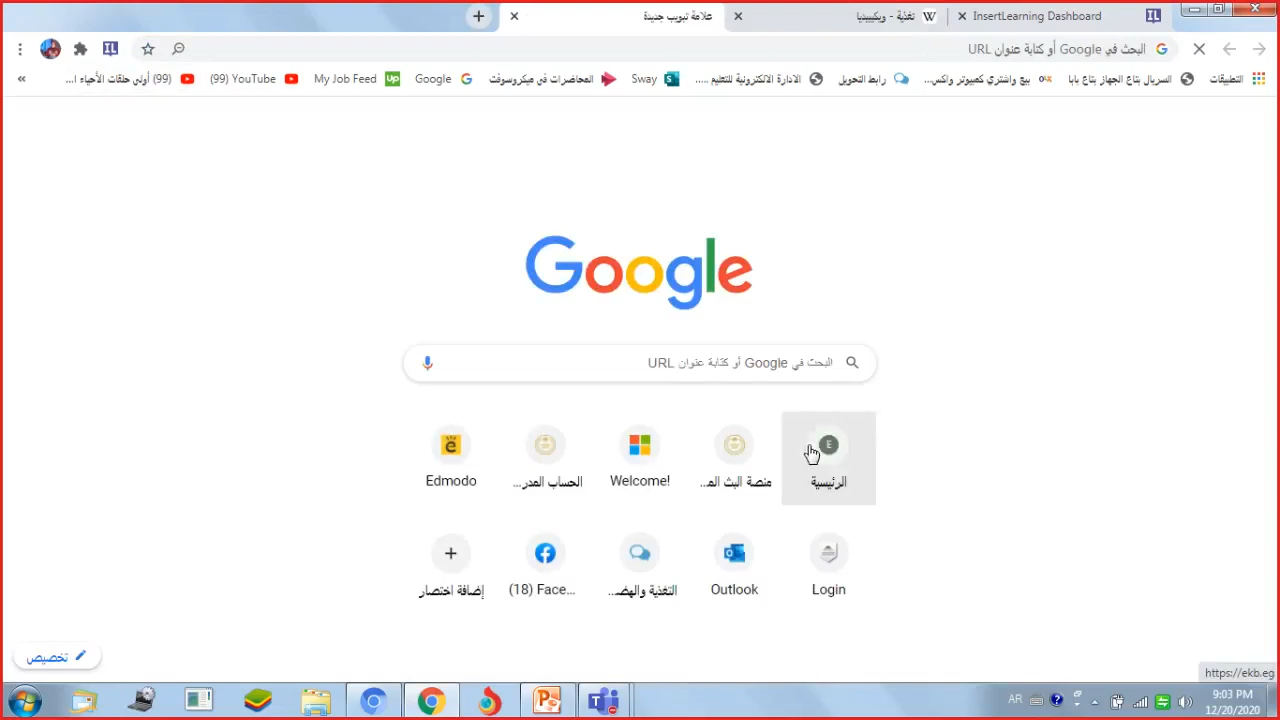 InsertLearning Dashboard
تغذية - ويكيبيديا
علامة تبويب جديدة
البحث في Google أو كتابة عنوان URL
التطبيقات
السريال بتاع الجهاز بتاع بابا
بيع واشتري كمبيوتر واكس...
رابط التحويل
الادارة الالكترونية للتعليم ...
Sway
المحاضرات في ميكروسوفت
Google
My Job Feed
(99) YouTube
(99) أولي حلقات الأحياء ا...
Google
البحث في Google أو كتابة عنوان URL
الرئيسية
منصة البث الم...
Welcome!
الحساب المدر...
Edmodo
Login
Outlook
التغذية والهض...
(18) Face...
إضافة اختصار
تخصيص
https://ekb.eg
AR
9:03 PM
12/20/2020